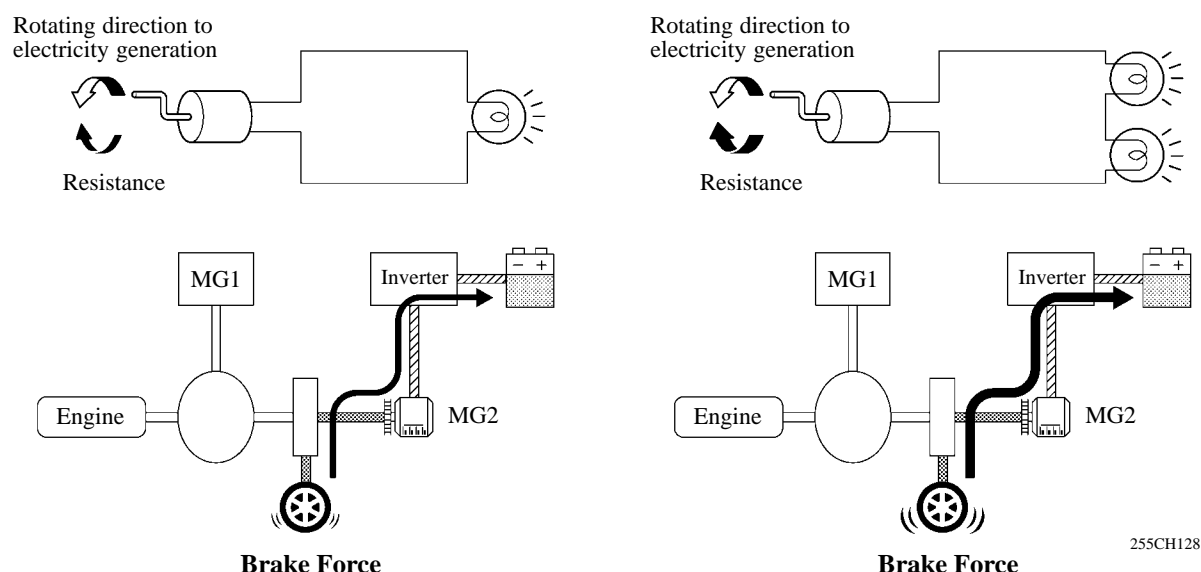 Rotating direction to
electricity generation
Resistance
Rotating direction to
electricity generation
Resistance
MG1
Inverter
− +
Engine
MG2
Brake Force
MG1
Inverter
− +
Engine
MG2
Brake Force
255CH128